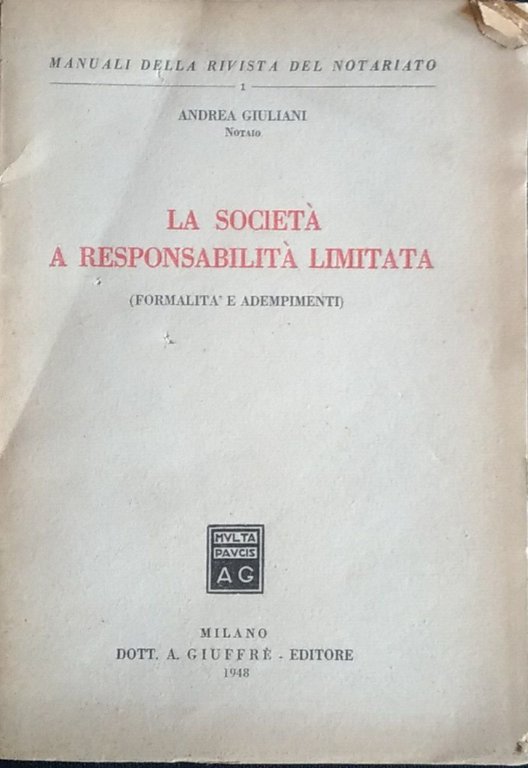 MANUALI DELLA RIVISTA DEL NOTARIATO
1
ANDREA GIULIANI
NOTAIO
LA SOCIETÀ
A RESPONSABILITÀ LIMITATA
(FORMALITA' E ADEMPIMENTI)
MVLTA
PAVCIS
AG
MILANO
DOTT. A. GIUFFRÈ - EDITORE
1948